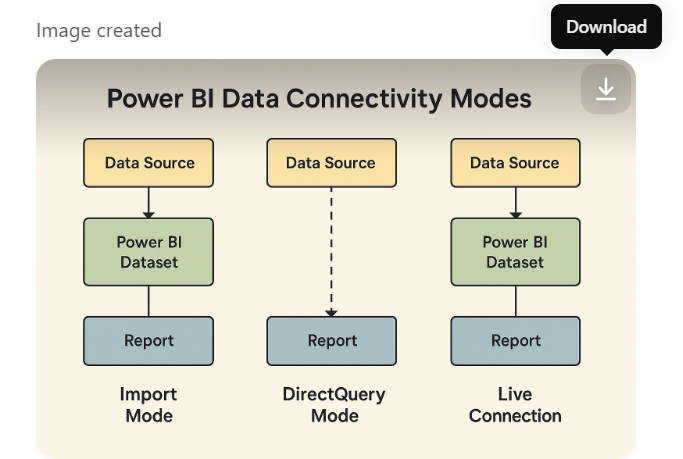 Image created
Download
Power BI Data Connectivity Modes
Data Source
Power BI
Dataset
Report
Import
Mode
Data Source
Report
DirectQuery
Mode
Data Source
Power BI
Dataset
Report
Live
Connection